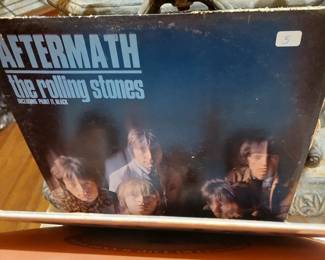 AFTERMATH
the rolling stones
INCLUDING PAINT IT, BLACK
5